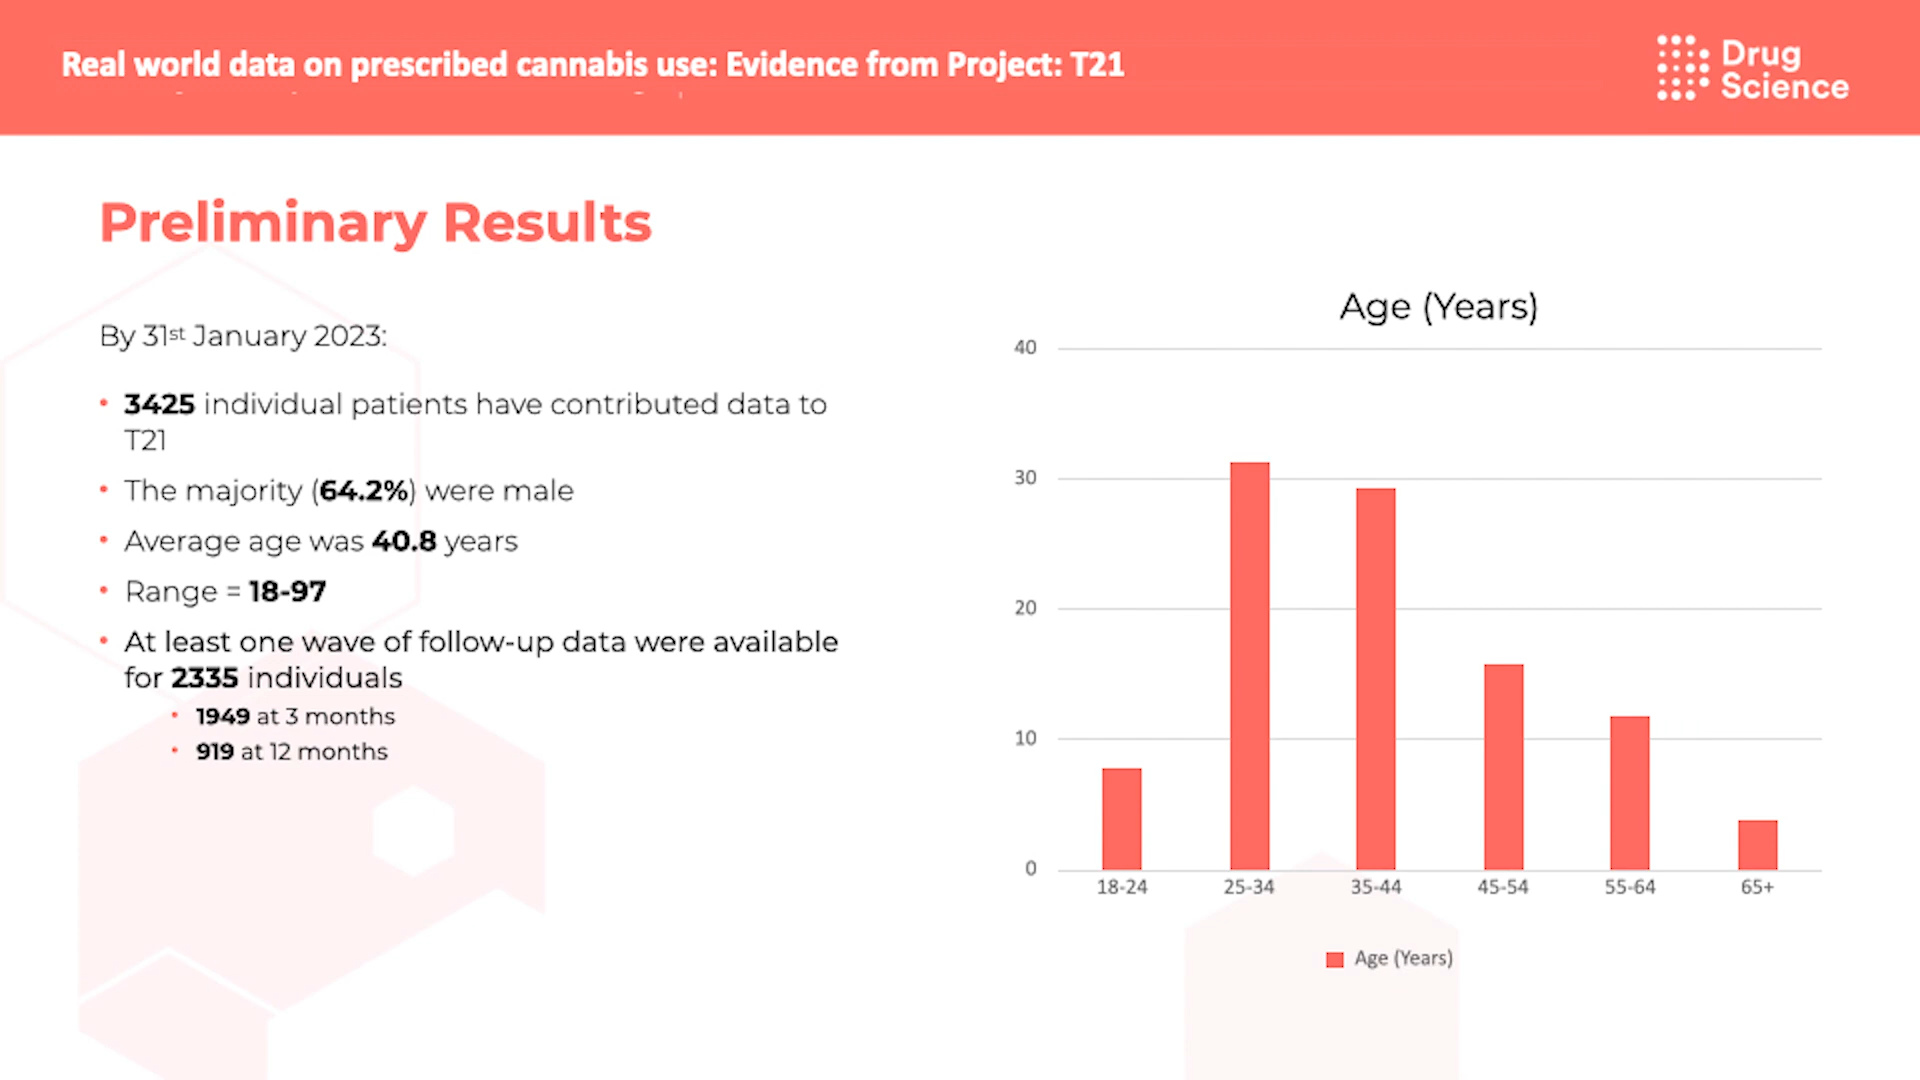 Real world data on prescribed cannabis use: Evidence from Project: T21
Drug
Science
Preliminary Results
By 31st January 2023:
• 3425 individual patients have contributed data to
T21
• The majority (64.2%) were male
• Average age was 40.8 years
• Range = 18-97
• At least one wave of follow-up data were available
for 2335 individuals
• 1949 at 3 months
• 919 at 12 months
Age (Years)
40
30
20
10
0
18-24 25-34 35-44 45-54 55-64 65+
Age (Years)